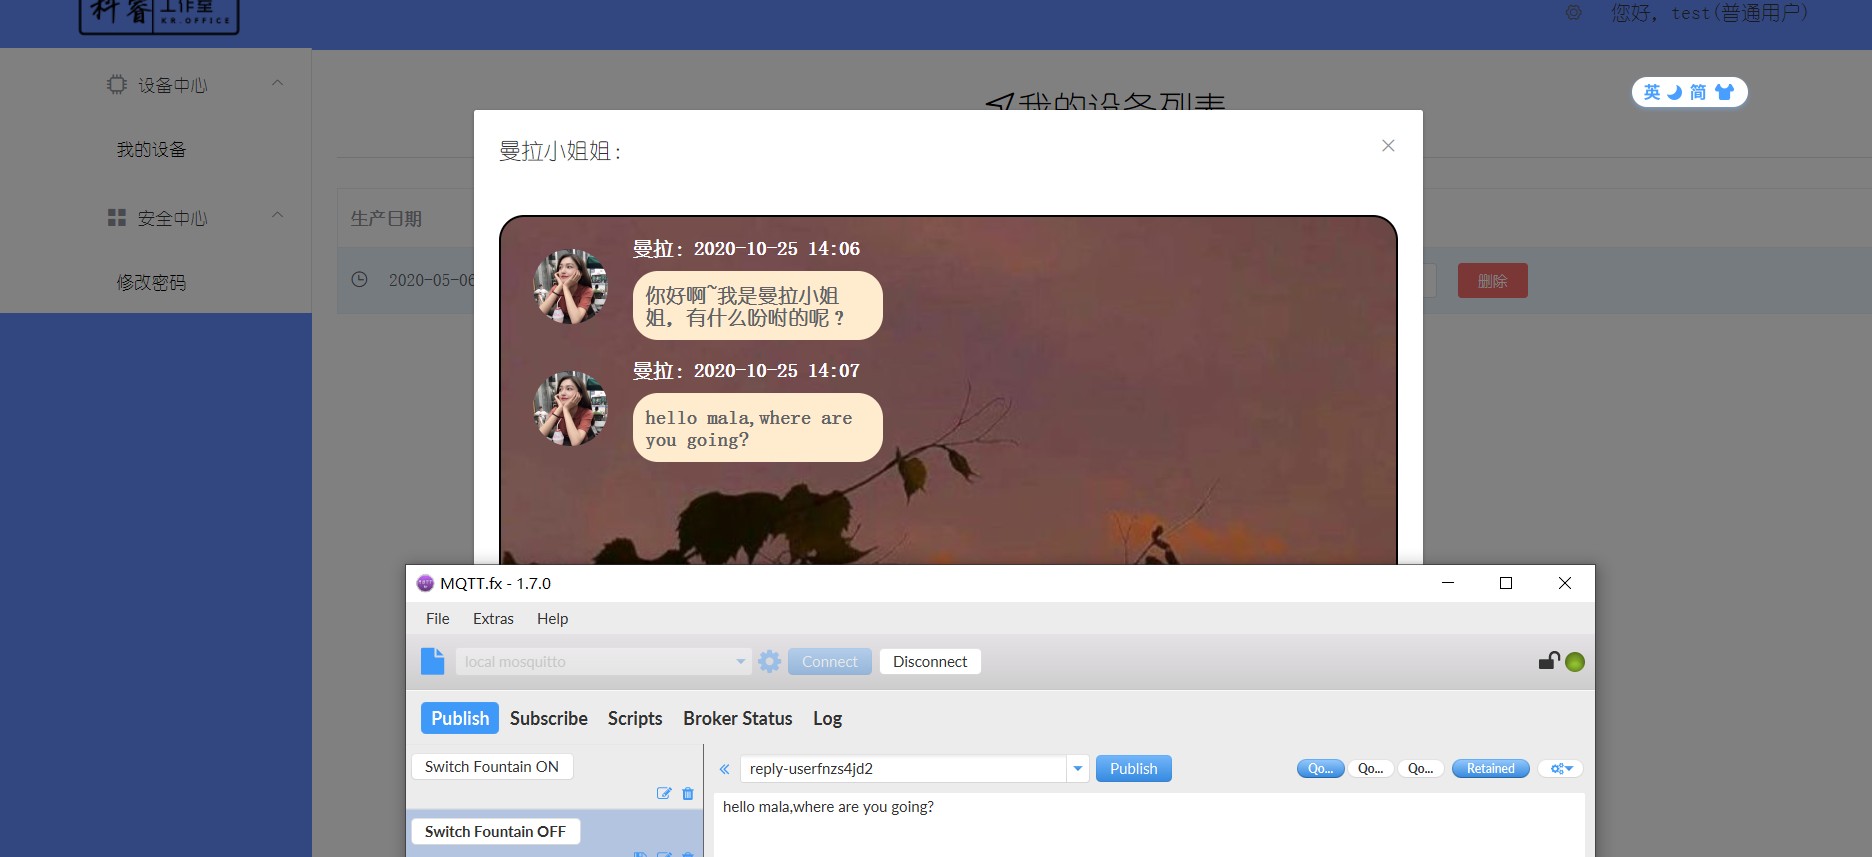 科睿 工作室
KR.OFFICE
您好，test(普通用户)
设备中心
我的设备
安全中心
修改密码
英 简
我的设备列表
生产日期
2020-05-06
删除
曼拉小姐姐：
曼拉：2020-10-25 14:06
你好啊~我是曼拉小姐
姐，有什么吩咐的呢？
曼拉：2020-10-25 14:07
hello mala,where are
you going?
MQTT.fx - 1.7.0
File Extras Help
local mosquitto
Connect Disconnect
Publish Subscribe Scripts Broker Status Log
Switch Fountain ON
Switch Fountain OFF
reply-userfnzs4jd2
Publish
Qo... Qo... Qo... Retained
hello mala,where are you going?